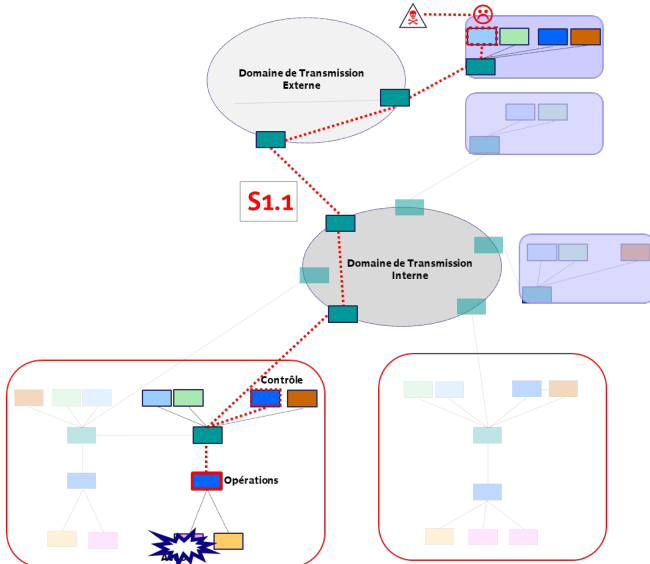 Domaine de Transmission
Externe
S1.1
Domaine de Transmission
Interne
Contrôle
Opérations